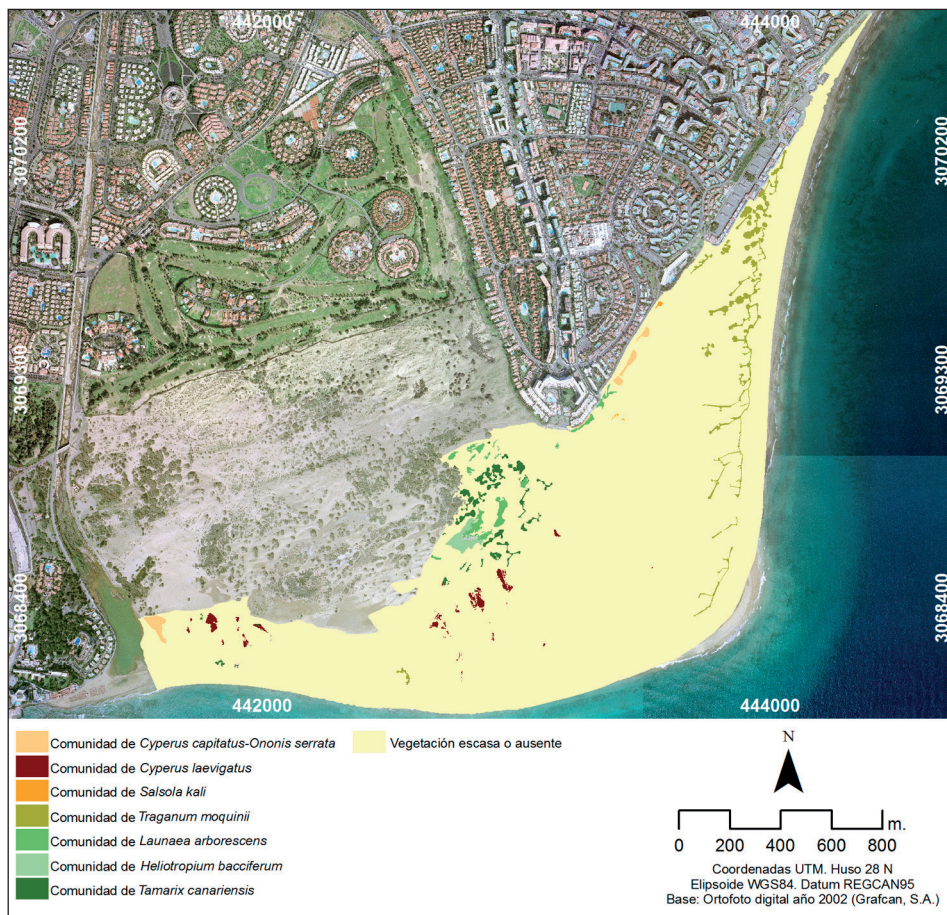 442000
444000
3070200
3070200
3069300
3069300
3068400
3068400
442000
444000
Comunidad de Cyperus capitatus-Ononis serrata
Vegetación escasa o ausente
Comunidad de Cyperus laevigatus
Comunidad de Salsola kali
Comunidad de Traganum moquinii
Comunidad de Launaea arborescens
Comunidad de Heliotropium bacciferum
Comunidad de Tamarix canariensis
N
m.
0 200 400 600 800
Coordenadas UTM. Huso 28 N
Elipsoide WGS84. Datum REGCAN95
Base: Ortofoto digital año 2002 (Grafcan, S.A.)